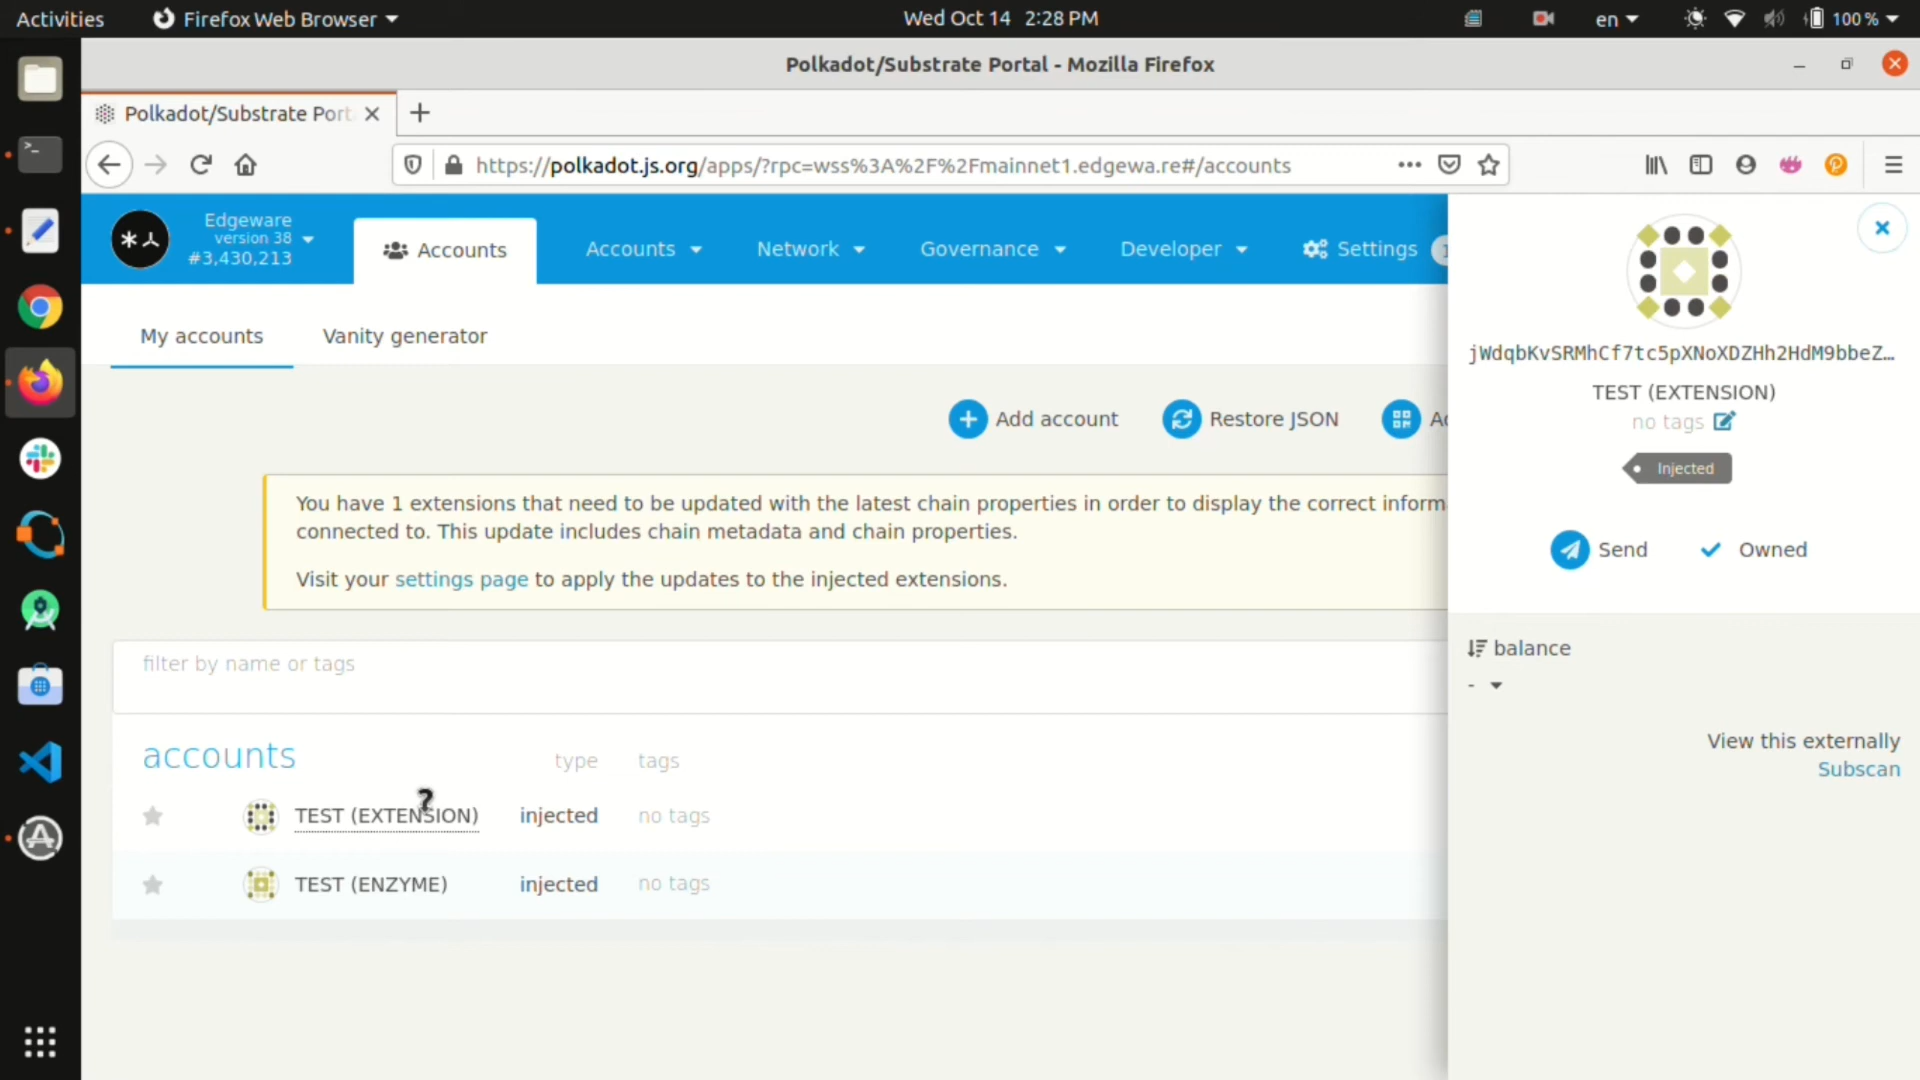 Activities
Firefox Web Browser
Wed Oct 14 2:28 PM
en
100 %
Polkadot/Substrate Portal - Mozilla Firefox
Polkadot/Substrate Port
https://polkadot.js.org/apps/?rpc=wss%3A%2F%2Fmainnet1.edgewa.re#/accounts
Edgeware
version 38
#3,430,213
Accounts
Accounts
Network
Governance
Developer
Settings
My accounts
Vanity generator
Add account
Restore JSON
You have 1 extensions that need to be updated with the latest chain properties in order to display the correct
connected to. This update includes chain metadata and chain properties.
Visit your settings page to apply the updates to the injected extensions.
filter by name or tags
accounts
type
tags
TEST (EXTENSION)
injected
no tags
TEST (ENZYME)
injected
no tags
jWdqbKvSRMhCf7tc5pXNoXDZHh2HdM9bbeZ...
TEST (EXTENSION)
no tags
Injected
Send
Owned
balance
-
View this externally
Subscan